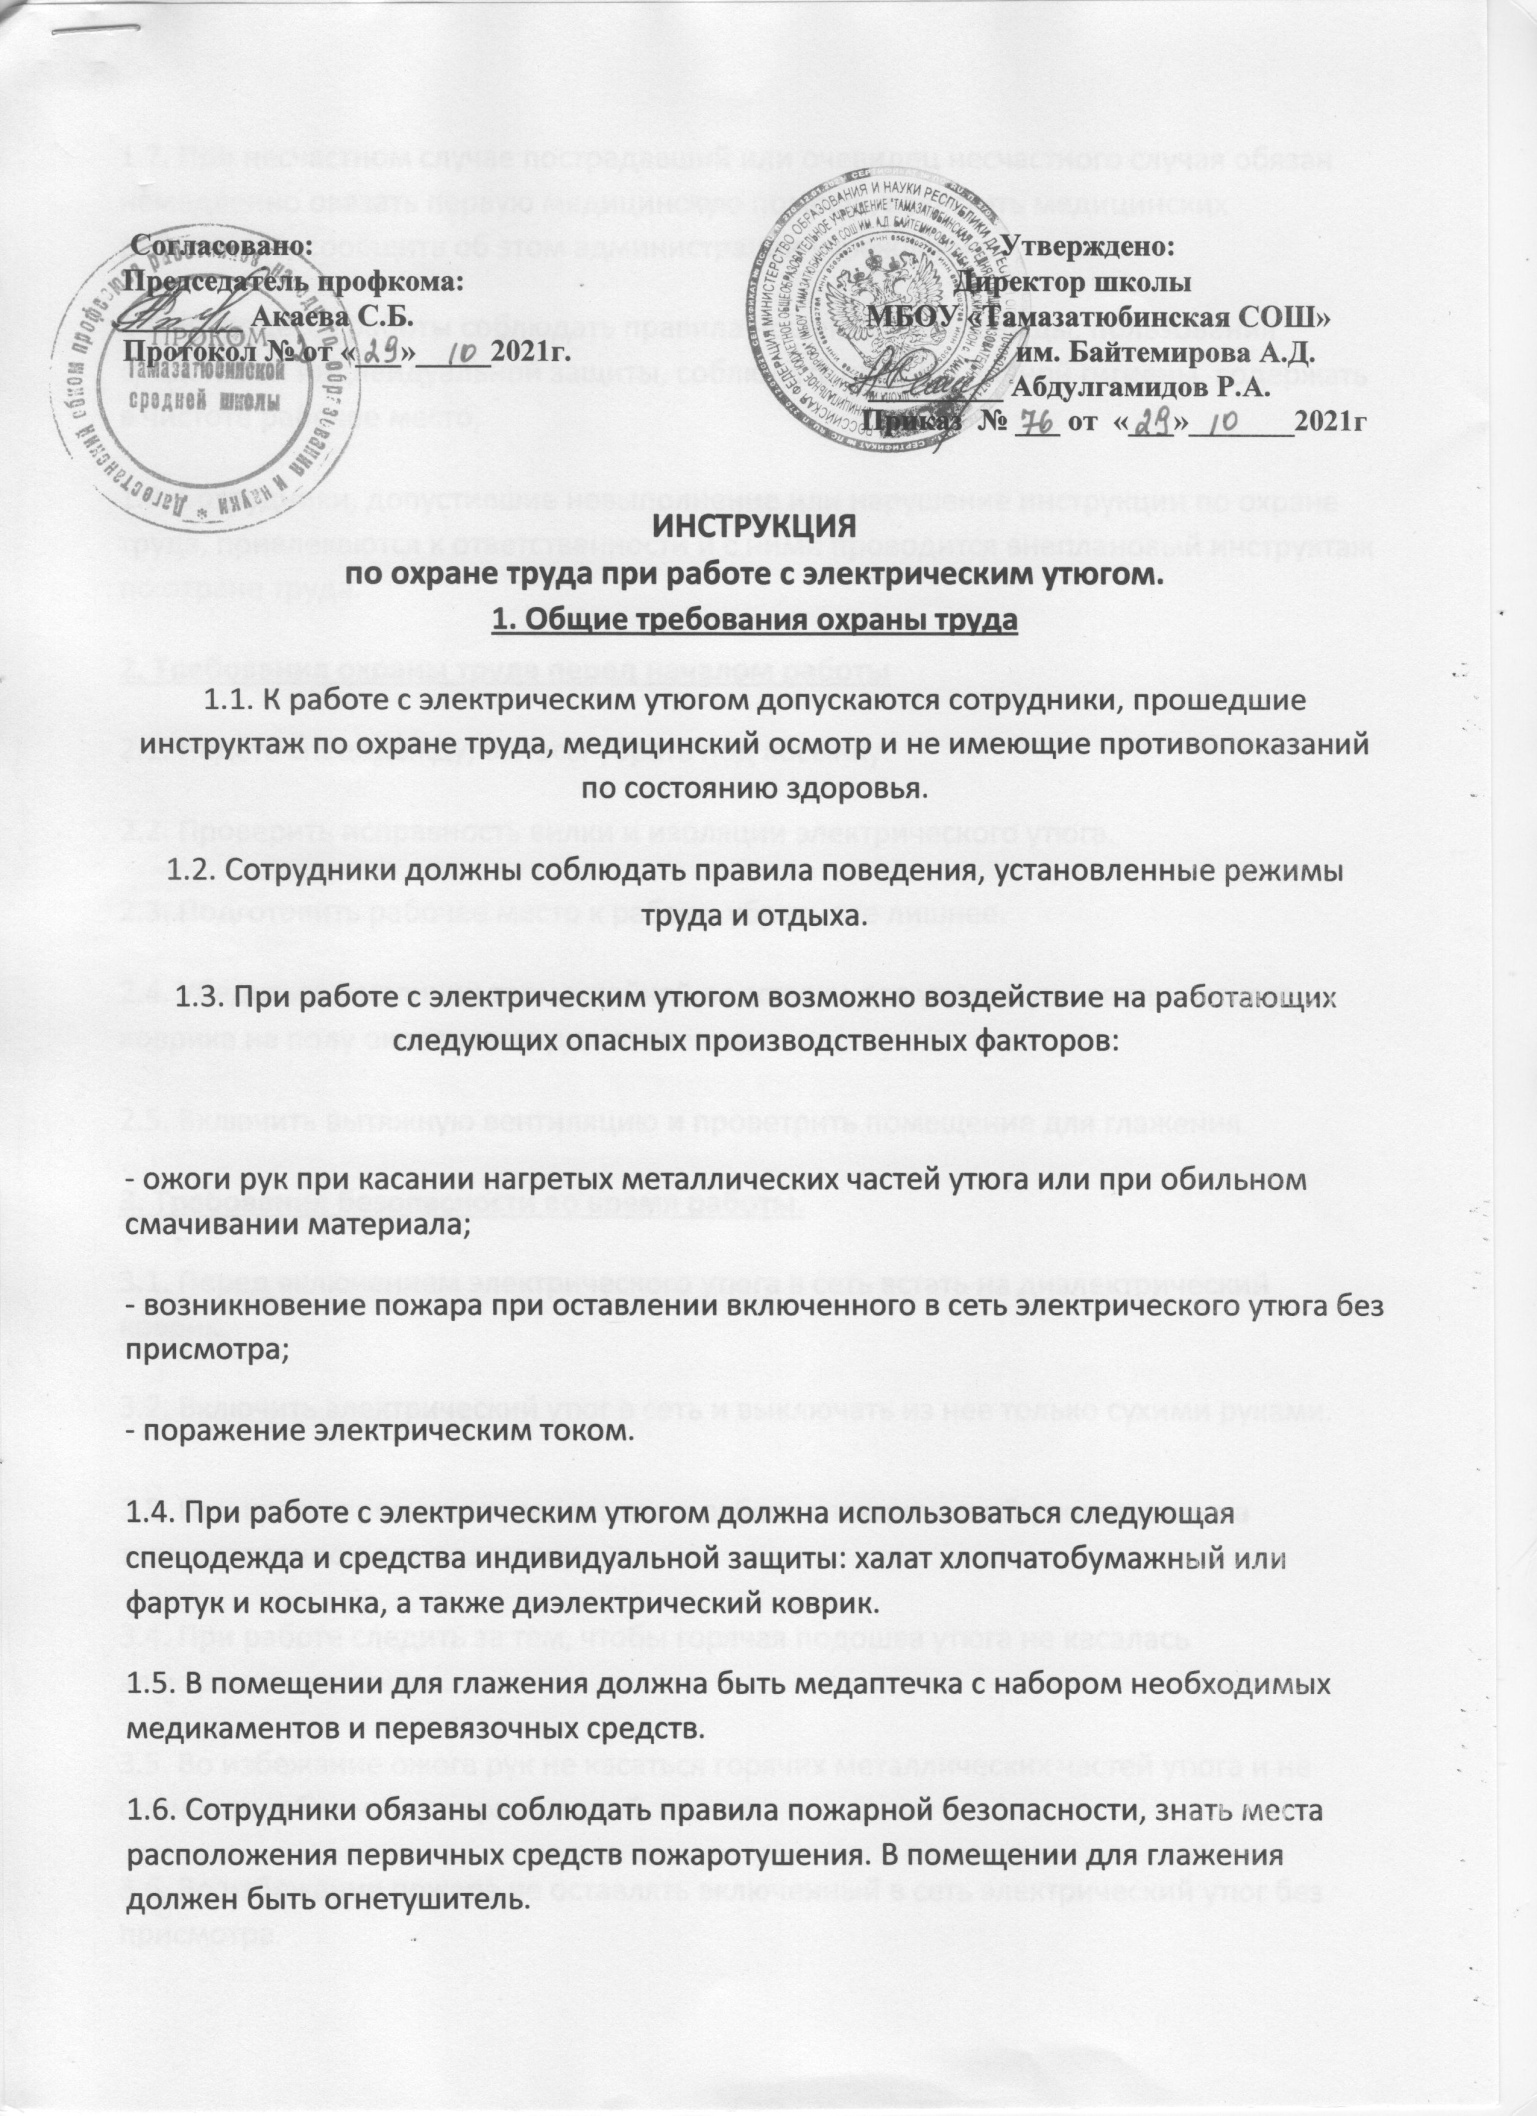 Согласовано:
Председатель профкома:
Акаева С.Б.
Протокол № от «29» 10 2021г.
ПРОКОМ
Тамазатюбинской
средней школы
Утверждено:
Директор школы
МБОУ «Тамазатюбинская СОШ»
им. Байтемирова А.Д.
Абдулгамидов Р.А.
Приказ № 76 от «29» 10 2021г
ИНСТРУКЦИЯ
по охране труда при работе с электрическим утюгом.
1. Общие требования охраны труда
1.1. К работе с электрическим утюгом допускаются сотрудники, прошедшие
инструктаж по охране труда, медицинский осмотр и не имеющие противопоказаний
по состоянию здоровья.
1.2. Сотрудники должны соблюдать правила поведения, установленные режимы
труда и отдыха.
1.3. При работе с электрическим утюгом возможно воздействие на работающих
следующих опасных производственных факторов:
- ожоги рук при касании нагретых металлических частей утюга или при обильном
смачивании материала;
- возникновение пожара при оставлении включенного в сеть электрического утюга без
присмотра;
- поражение электрическим током.
1.4. При работе с электрическим утюгом должна использоваться следующая
спецодежда и средства индивидуальной защиты: халат хлопчатобумажный или
фартук и косынка, а также диэлектрический коврик.
1.5. В помещении для глажения должна быть медаптечка с набором необходимых
медикаментов и перевязочных средств.
1.6. Сотрудники обязаны соблюдать правила пожарной безопасности, знать места
расположения первичных средств пожаротушения. В помещении для глажения
должен быть огнетушитель.